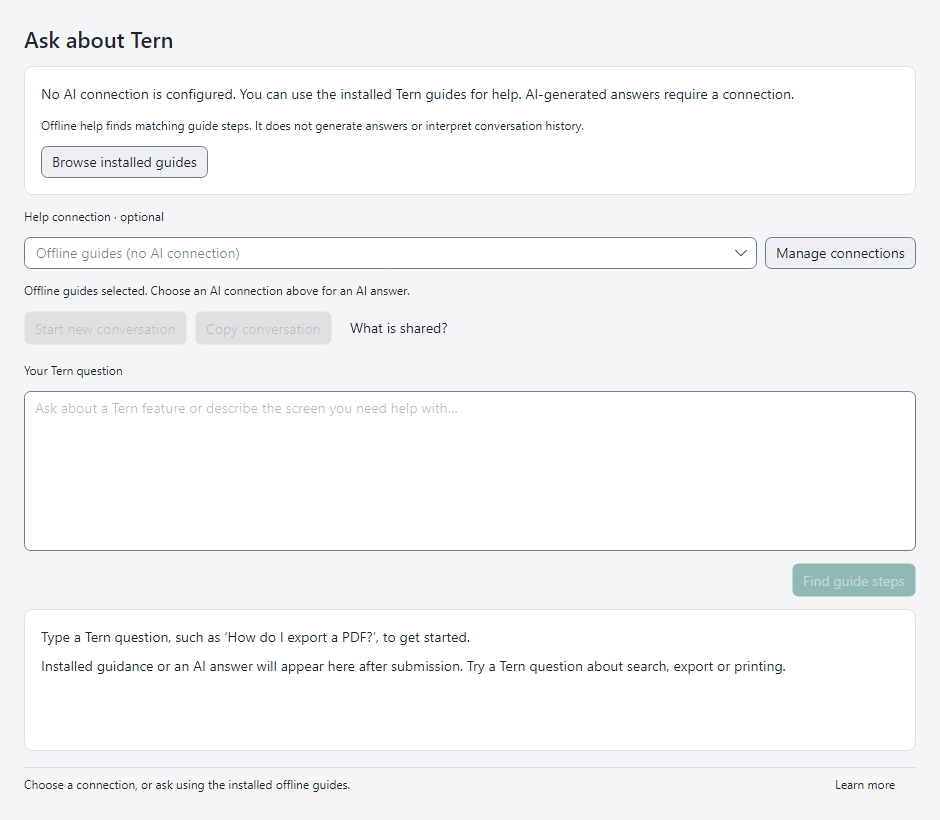 Ask about Tern
No AI connection is configured. You can use the installed Tern guides for help. AI-generated answers require a connection.
Offline help finds matching guide steps. It does not generate answers or interpret conversation history.
Browse installed guides
Help connection · optional
Offline guides (no AI connection)
Manage connections
Offline guides selected. Choose an AI connection above for an AI answer.
Start new conversation
Copy conversation
What is shared?
Your Tern question
Ask about a Tern feature or describe the screen you need help with...
Find guide steps
Type a Tern question, such as ‘How do I export a PDF?’, to get started.
Installed guidance or an AI answer will appear here after submission. Try a Tern question about search, export or printing.
Choose a connection, or ask using the installed offline guides.
Learn more